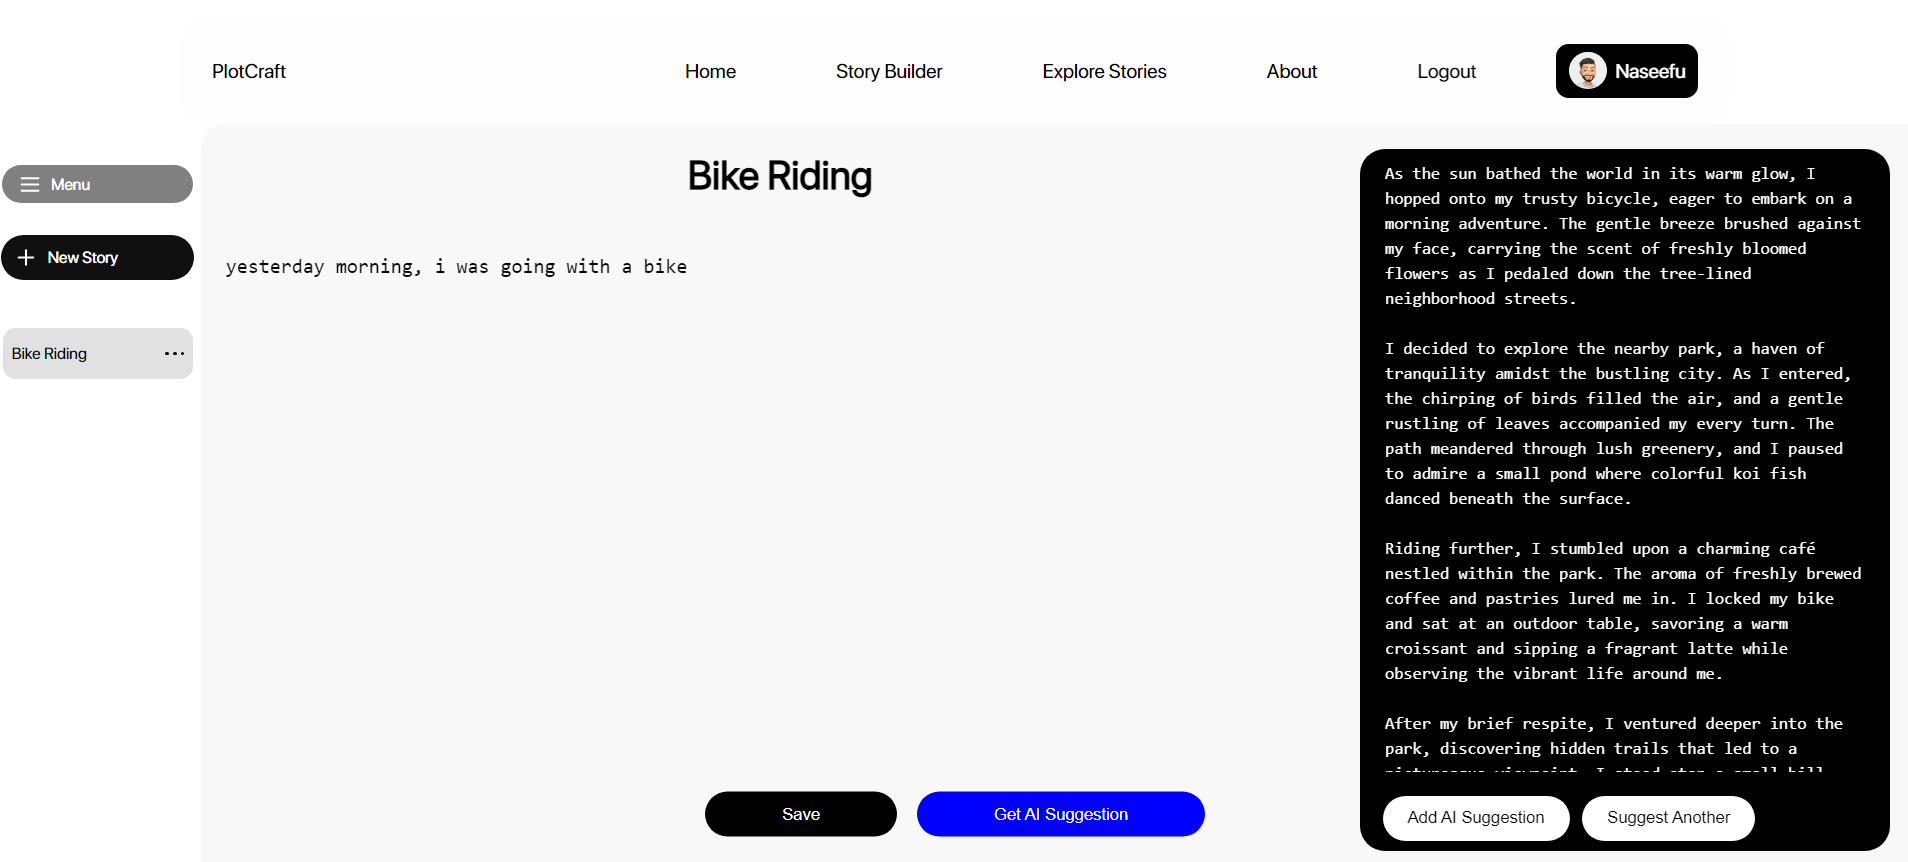 PlotCraft
Home
Story Builder
Explore Stories
About
Logout
Naseefu
Menu
New Story
Bike Riding
Bike Riding
yesterday morning, i was going with a bike
Save
Get AI Suggestion
As the sun bathed the world in its warm glow, I
hopped onto my trusty bicycle, eager to embark on a
morning adventure. The gentle breeze brushed against
my face, carrying the scent of freshly bloomed
flowers as I pedaled down the tree-lined
neighborhood streets.
I decided to explore the nearby park, a haven of
tranquility amidst the bustling city. As I entered,
the chirping of birds filled the air, and a gentle
rustling of leaves accompanied my every turn. The
path meandered through lush greenery, and I paused
to admire a small pond where colorful koi fish
danced beneath the surface.
Riding further, I stumbled upon a charming café
nestled within the park. The aroma of freshly brewed
coffee and pastries lured me in. I locked my bike
and sat at an outdoor table, savoring a warm
croissant and sipping a fragrant latte while
observing the vibrant life around me.
After my brief respite, I ventured deeper into the
park, discovering hidden trails that led to a
picturesque viewpoint. I stood atop a small hill
Add AI Suggestion
Suggest Another